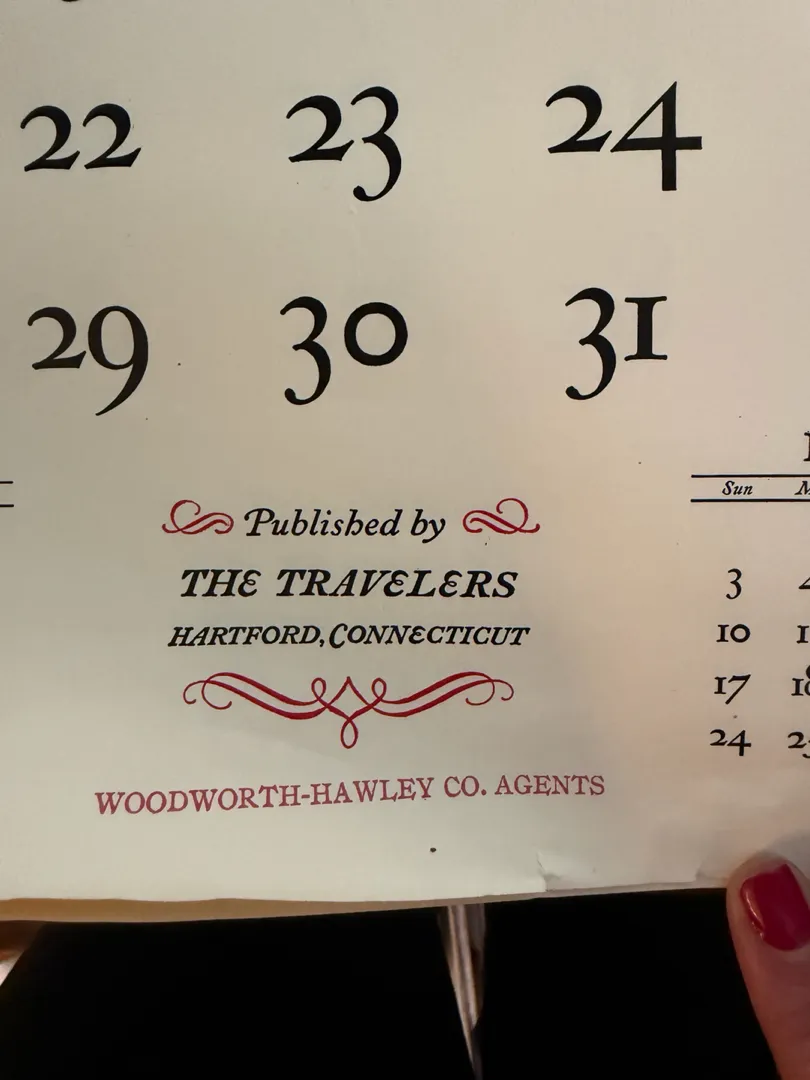 22 23 24
29 30 31
Published by
THE TRAVELERS
HARTFORD, CONNECTICUT
WOODWORTH-HAWLEY CO. AGENTS
Sun
3
10
17
24